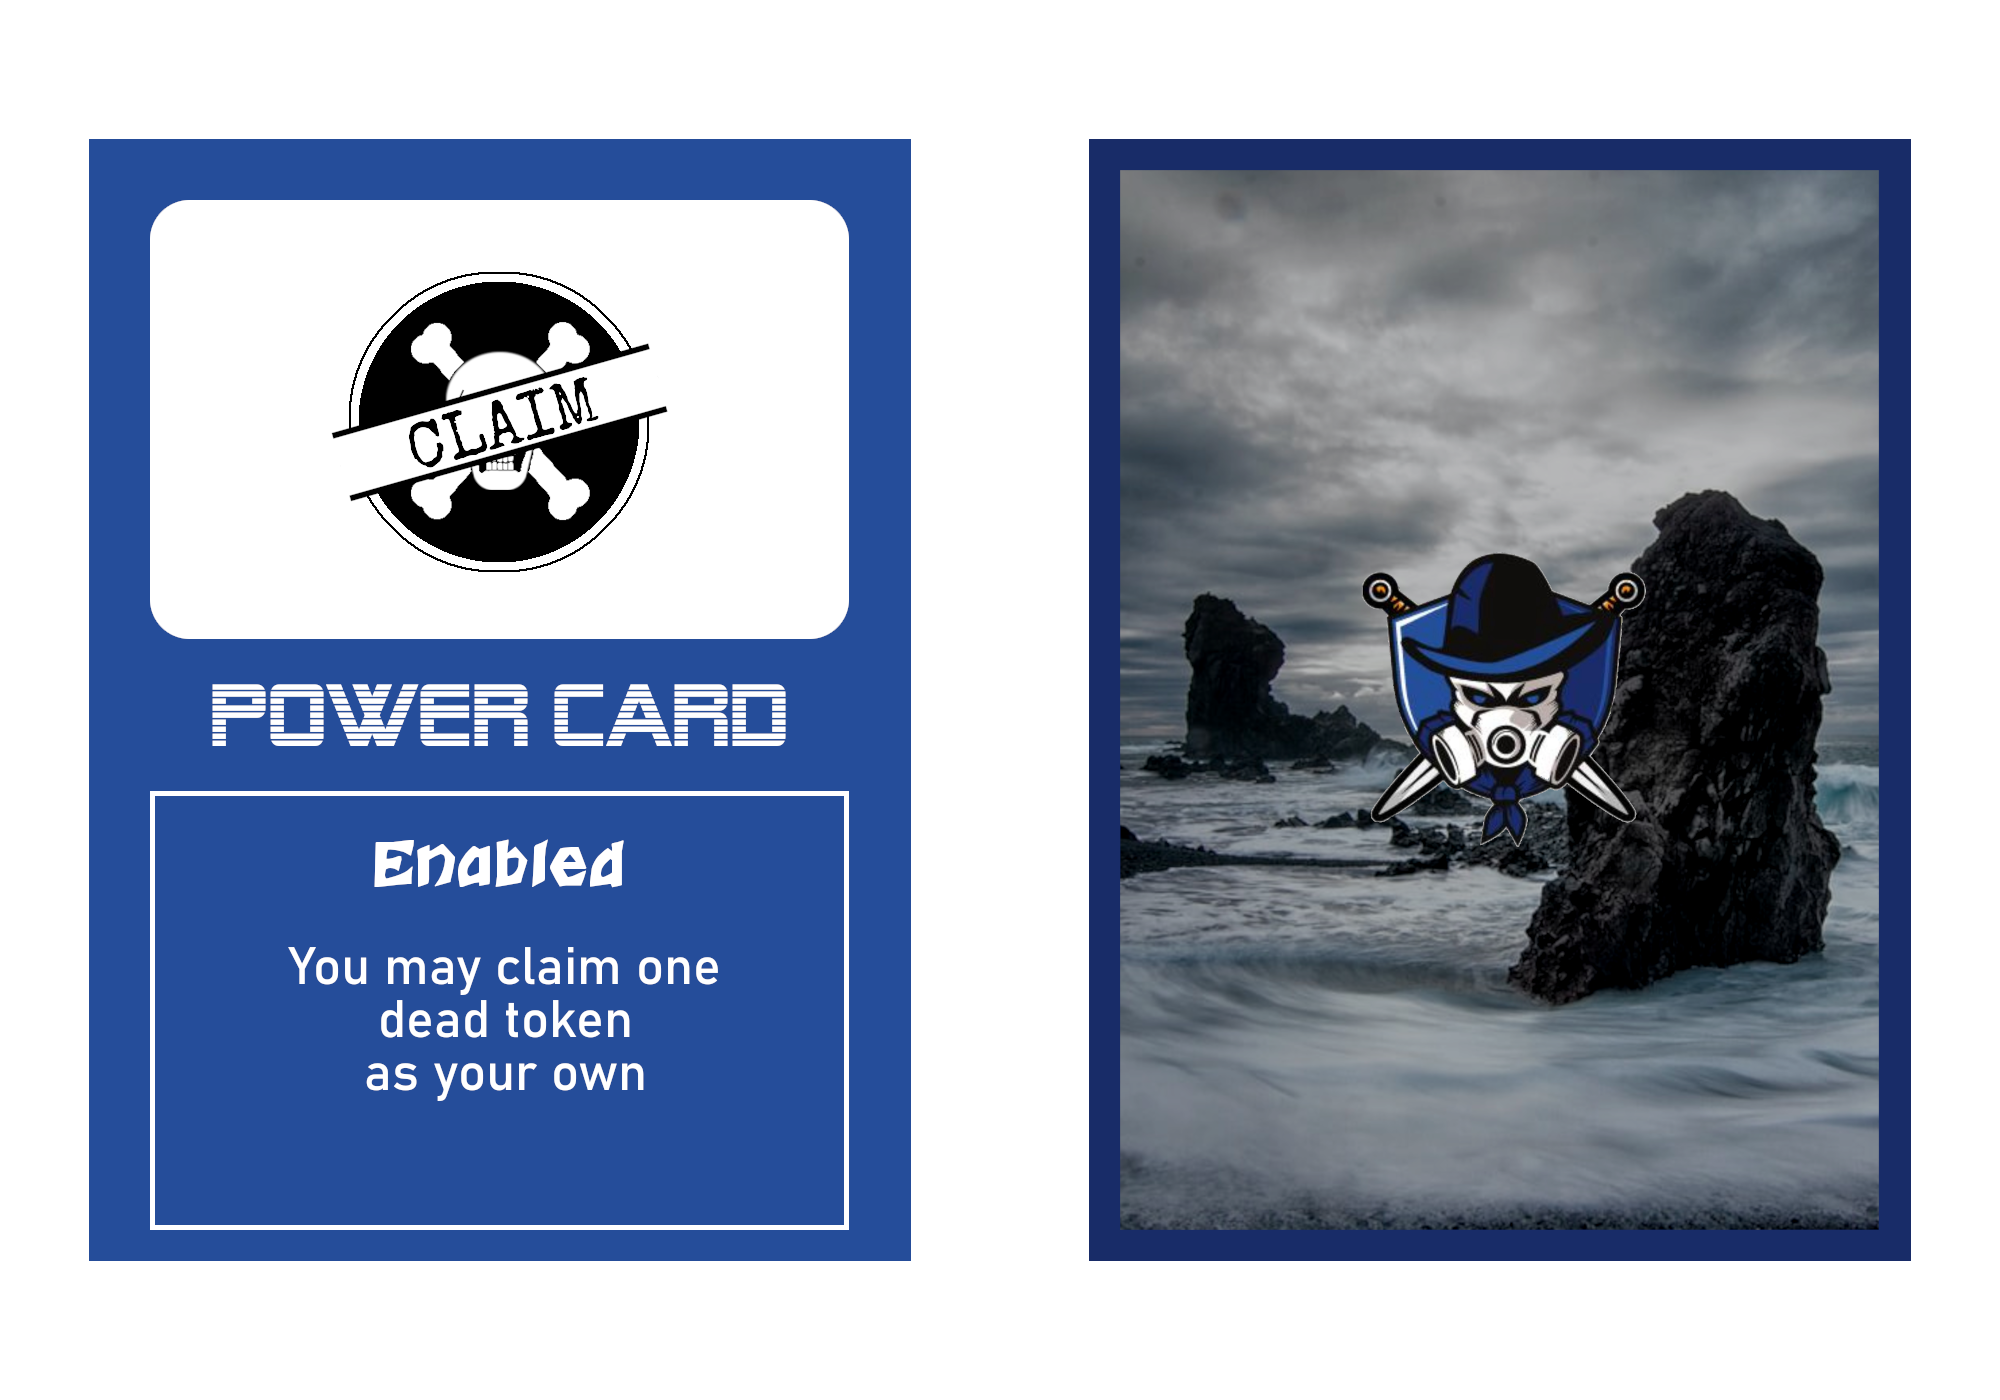 CLAIM
POWER CARD
Enabled
You may claim one
dead token
as your own